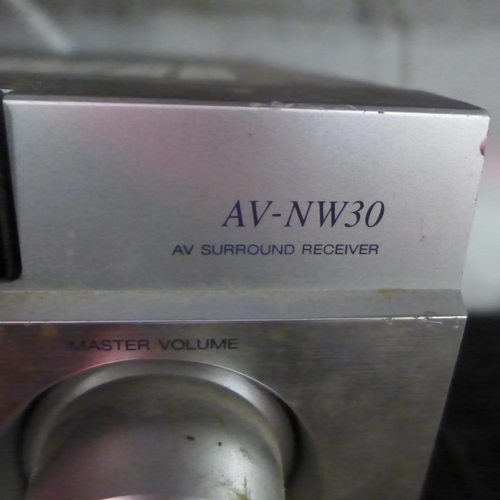 AV-NW30
AV SURROUND RECEIVER
MASTER VOLUME